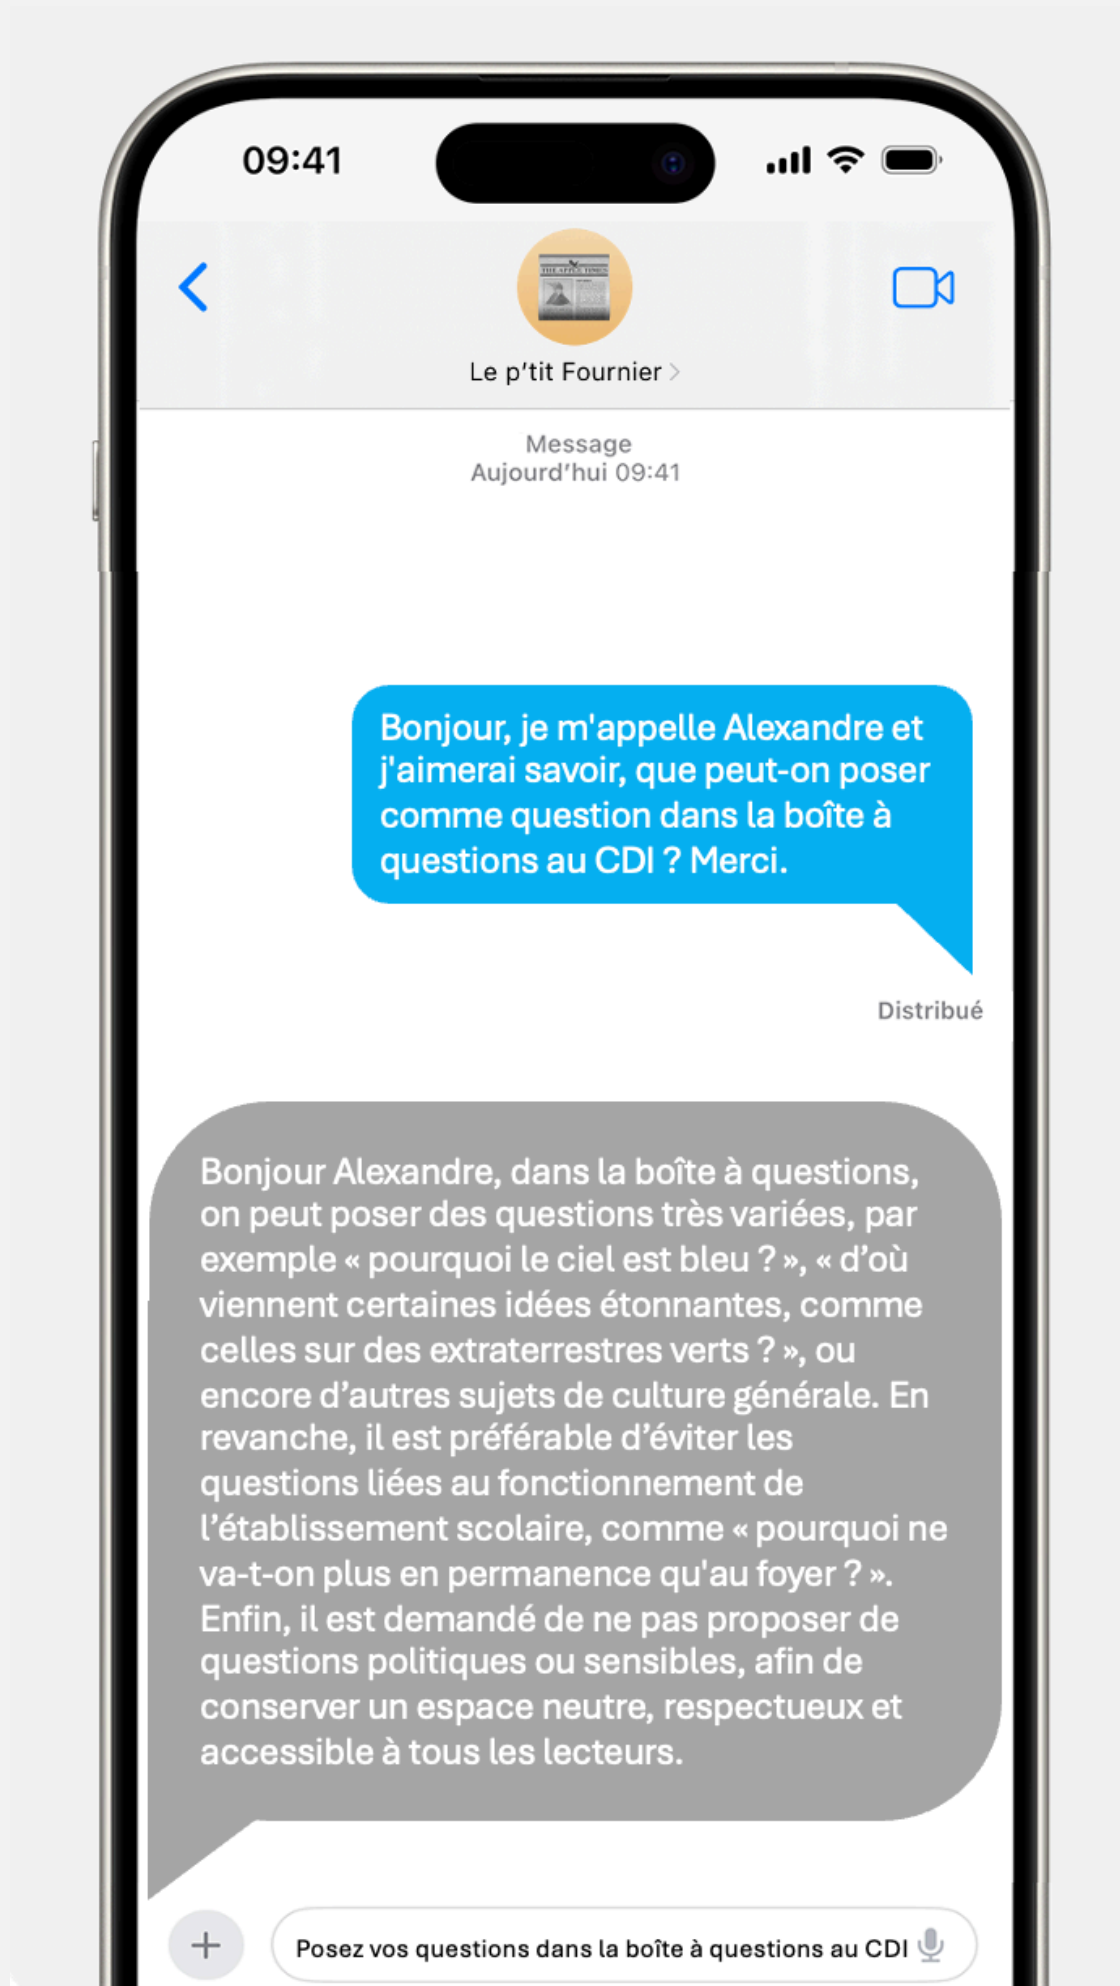 09:41
THE APPLE TIMES
Le p’tit Fournier
Message
Aujourd’hui 09:41
Bonjour, je m'appelle Alexandre et
j'aimerai savoir, que peut-on poser
comme question dans la boîte à
questions au CDI ? Merci.
Distribué
Bonjour Alexandre, dans la boîte à questions,
on peut poser des questions très variées, par
exemple « pourquoi le ciel est bleu ? », « d’où
viennent certaines idées étonnantes, comme
celles sur des extraterrestres verts ? », ou
encore d’autres sujets de culture générale. En
revanche, il est préférable d’éviter les
questions liées au fonctionnement de
l’établissement scolaire, comme « pourquoi ne
va-t-on plus en permanence qu'au foyer ? ».
Enfin, il est demandé de ne pas proposer de
questions politiques ou sensibles, afin de
conserver un espace neutre, respectueux et
accessible à tous les lecteurs.
Posez vos questions dans la boîte à questions au CDI